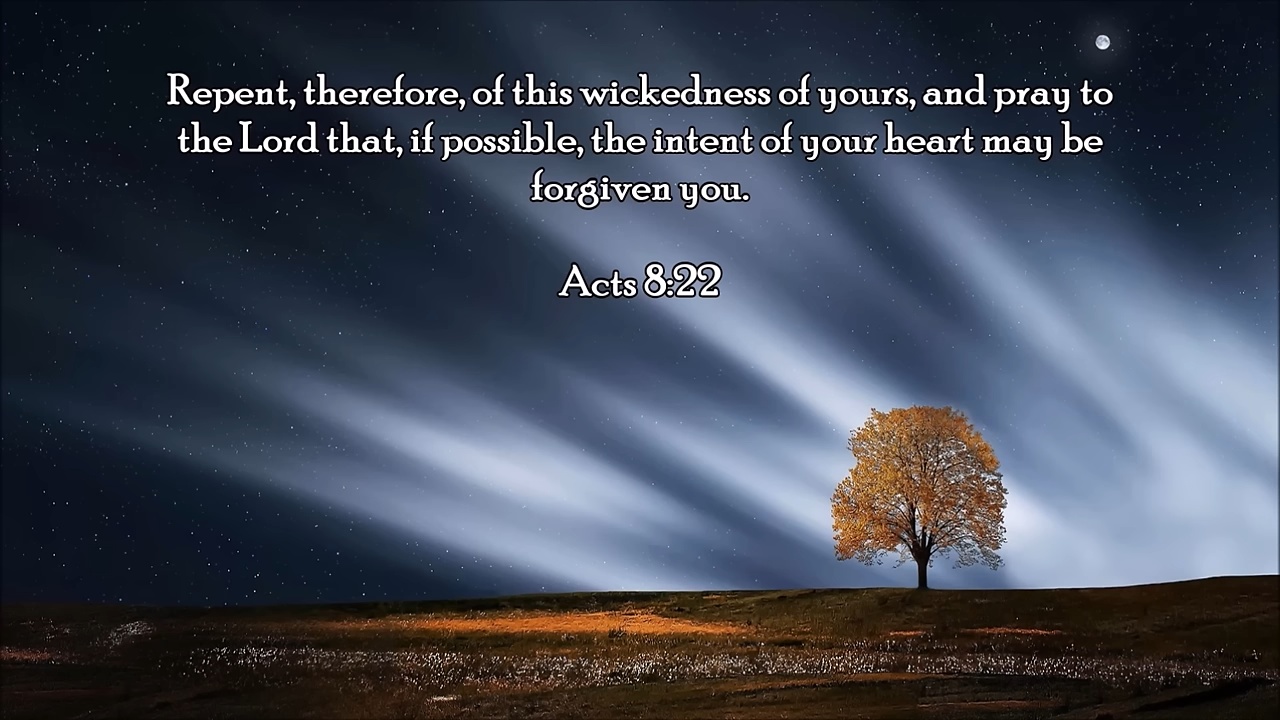 Repent, therefore, of this wickedness of yours, and pray to
the Lord that, if possible, the intent of your heart may be
forgiven you.
Acts 8:22